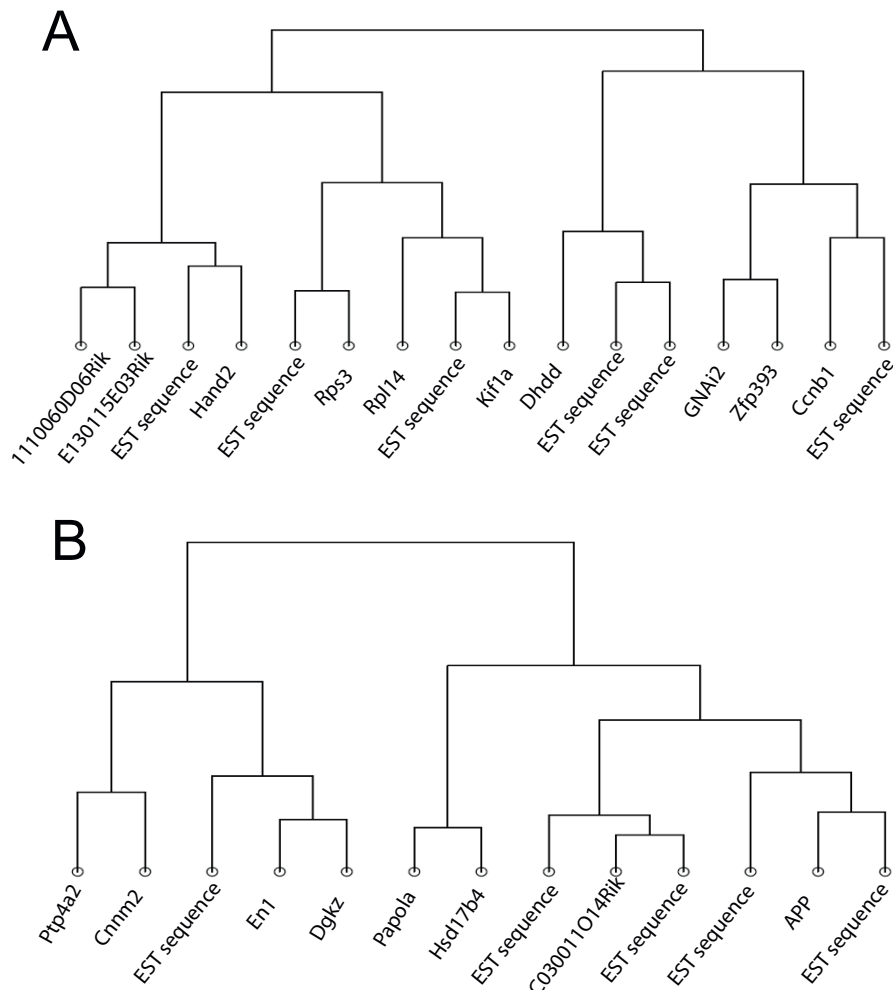 A
1110060D06Rik
E130115E03Rik
EST sequence
Hand2
EST sequence
Rps3
Rpl14
EST sequence
Kif1a
Dhdd
EST sequence
EST sequence
GNAi2
Zfp393
Ccnb1
EST sequence
B
Ptp4a2
Cnnm2
EST sequence
En1
Dgkz
Papola
Hsd17b4
EST sequence
C030011O14Rik
EST sequence
EST sequence
APP
EST sequence